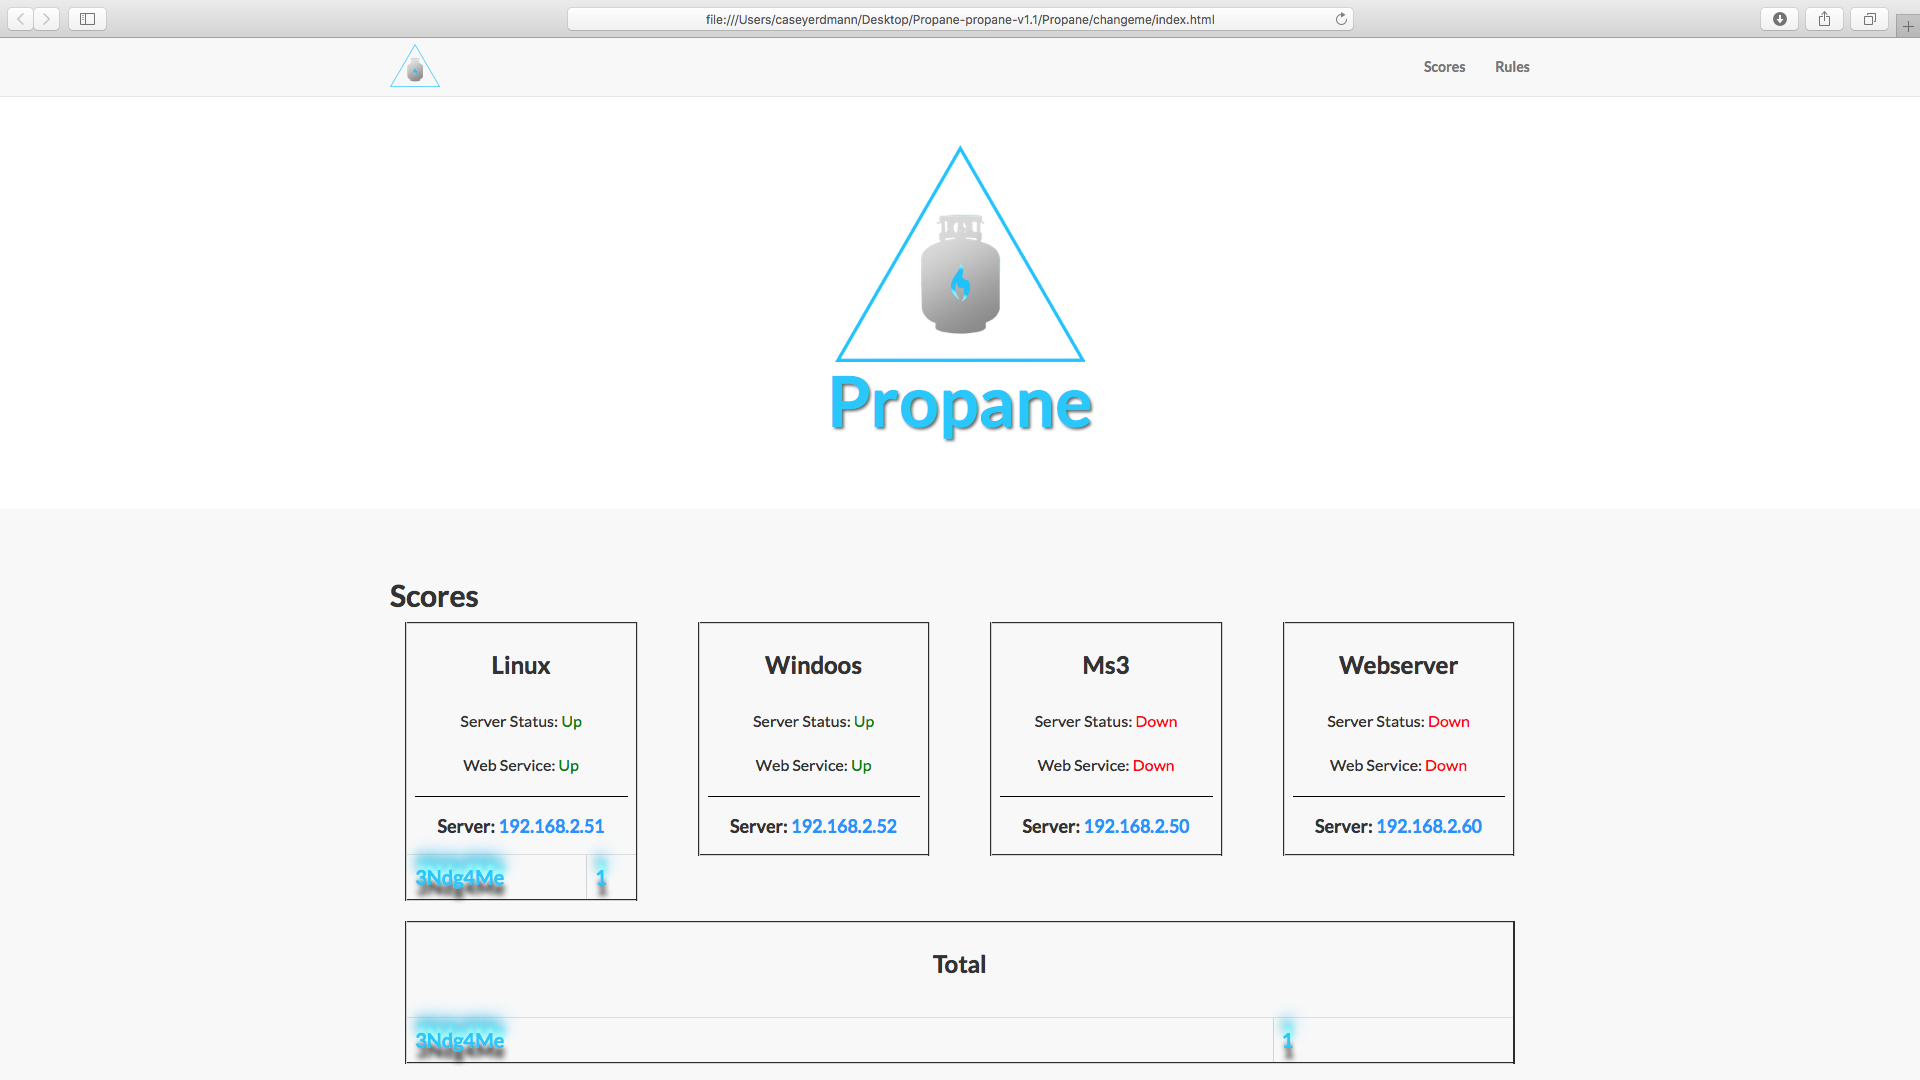 file:///Users/caseyerdmann/Desktop/Propane-propane-v1.1/Propane/changeme/index.html
Scores Rules
Propane
Scores
Linux Windoos Ms3 Webserver
Server Status: Up Server Status: Up Server Status: Down Server Status: Down
Web Service: Up Web Service: Up Web Service: Down Web Service: Down
Server: 192.168.2.51 Server: 192.168.2.52 Server: 192.168.2.50 Server: 192.168.2.60
3Ndg4Me 1
Total
3Ndg4Me 1